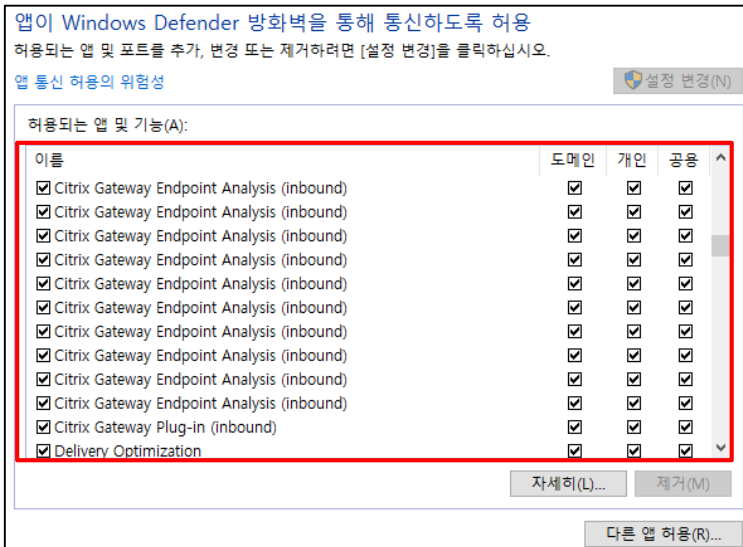 앱이 Windows Defender 방화벽을 통해 통신하도록 허용
허용되는 앱 및 포트를 추가, 변경 또는 제거하려면 [설정 변경]을 클릭하십시오.
앱 통신 허용의 위험성 설정 변경(N)
허용되는 앱 및 기능(A):
이름 도메인 개인 공용
Citrix Gateway Endpoint Analysis (inbound)
Citrix Gateway Endpoint Analysis (inbound)
Citrix Gateway Endpoint Analysis (inbound)
Citrix Gateway Endpoint Analysis (inbound)
Citrix Gateway Endpoint Analysis (inbound)
Citrix Gateway Endpoint Analysis (inbound)
Citrix Gateway Endpoint Analysis (inbound)
Citrix Gateway Endpoint Analysis (inbound)
Citrix Gateway Endpoint Analysis (inbound)
Citrix Gateway Endpoint Analysis (inbound)
Citrix Gateway Plug-in (inbound)
Delivery Optimization
자세히(L)... 제거(M)
다른 앱 허용(R)...